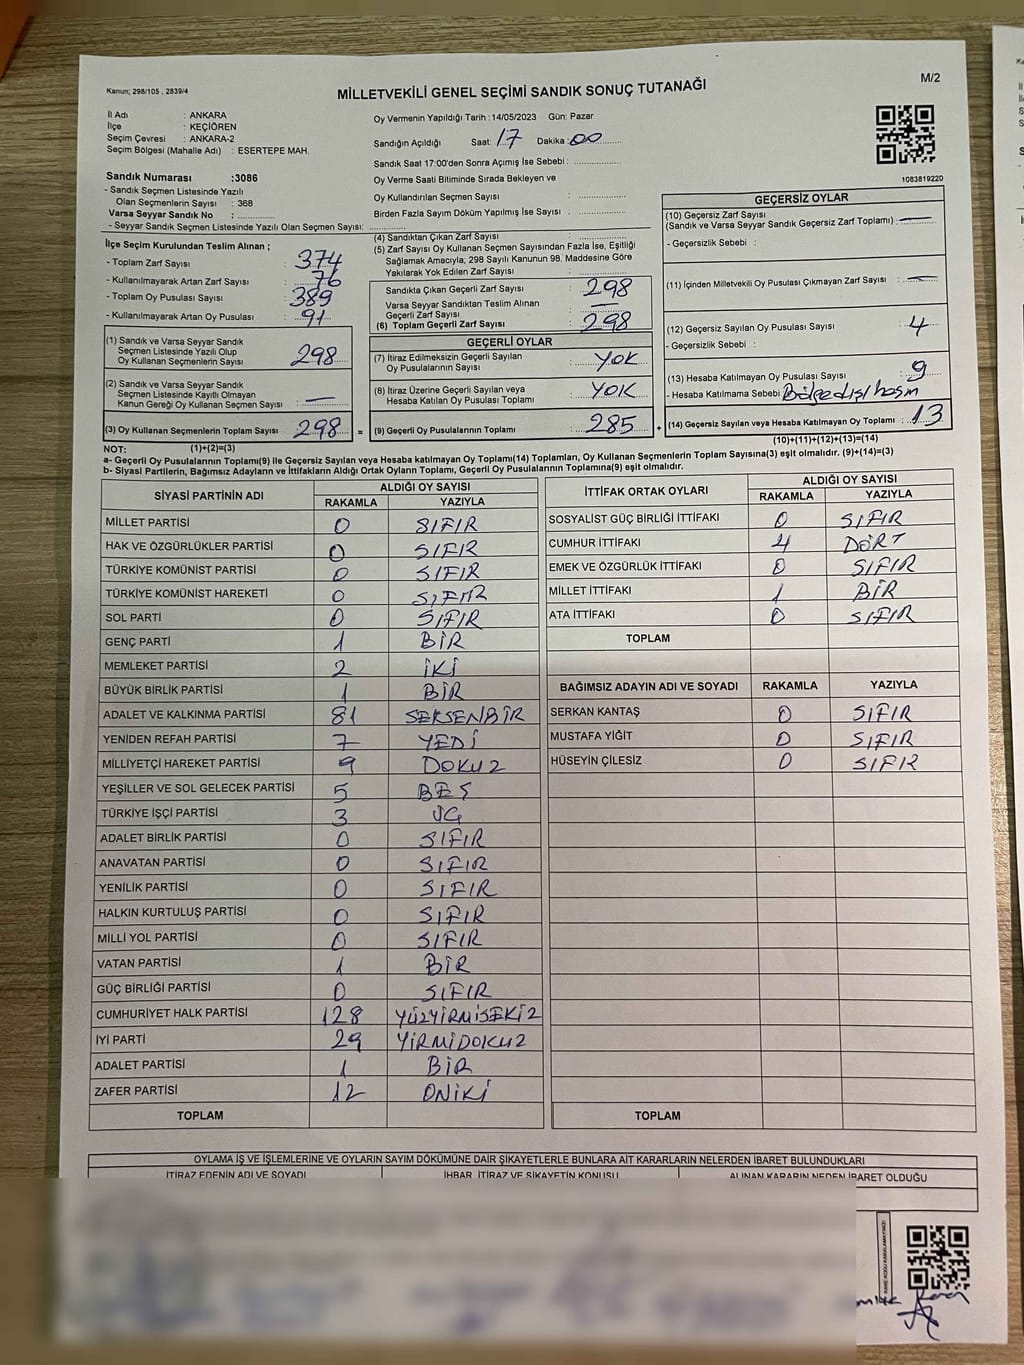 Kanun; 298/105 , 2839/4
MİLLETVEKİLİ GENEL SEÇİMİ SANDIK SONUÇ TUTANAĞI
M/2
İl Adı : ANKARA
İlçe : KEÇİÖREN
Seçim Çevresi : ANKARA-2
Seçim Bölgesi (Mahalle Adı) : ESERTEPE MAH.
Sandık Numarası :3086
- Sandık Seçmen Listesinde Yazılı
Olan Seçmenlerin Sayısı : 368
Varsa Seyyar Sandık No : ..............
- Seyyar Seçmen Listesinde Yazılı Olan Seçmen Sayısı: ..............
Oy Vermenin Yapıldığı Tarih :14/05/2023 Gün: Pazar
Sandığın Açıldığı Saat: 17 Dakika: 00
Sandık Saat 17:00'den Sonra Açımış İse Sebebi : ..............
Oy Verme Saati Bitiminde Sırada Bekleyen ve
Oy Kullandırılan Seçmen Sayısı : ..............
Birden Fazla Sayım Döküm Yapılmış İse Sayısı : ..............
1083819220
İlçe Seçim Kurulundan Teslim Alınan ;
- Toplam Zarf Sayısı : 374
- Kullanılmayarak Artan Zarf Sayısı : 76
- Toplam Oy Pusulası Sayısı : 389
- Kullanılmayarak Artan Oy Pusulası : 91
(1) Sandık ve Varsa Seyyar Sandık
Seçmen Listesinde Yazılı Olup
Oy Kullanan Seçmenlerin Sayısı : 298
(2) Sandık ve Varsa Seyyar Sandık
Seçmen Listesinde Kayıtlı Olmayan
Kanun Gereği Oy Kullanan Seçmen Sayısı : —
(3) Oy Kullanan Seçmenlerin Toplam Sayısı : 298 =
(4) Sandıktan Çıkan Zarf Sayısı : ..............
(5) Zarf Sayısı Oy Kullanan Seçmen Sayısından Fazla İse, Eşitliği
Sağlamak Amacıyla; 298 Sayılı Kanunun 98. Maddesine Göre
Yakılarak Yok Edilen Zarf Sayısı : ..............
Sandıkta Çıkan Geçerli Zarf Sayısı : 298
Varsa Seyyar Sandıktan Teslim Alınan
Geçerli Zarf Sayısı : —
(6) Toplam Geçerli Zarf Sayısı : 298
GEÇERLİ OYLAR
(7) İtiraz Edilmeksizin Geçerli Sayılan
Oy Pusulalarının Sayısı : YOK
(8) İtiraz Üzerine Geçerli Sayılan veya
Hesaba Katılan Oy Pusulası Toplamı : YOK
(9) Geçerli Oy Pusulalarının Toplamı : 285 +
GEÇERSİZ OYLAR
(10) Geçersiz Zarf Sayısı
(Sandık ve Varsa Seyyar Sandık Geçersiz Zarf Toplamı) : —
- Geçersizlik Sebebi :
(11) İçinden Milletvekili Oy Pusulası Çıkmayan Zarf Sayısı : —
(12) Geçersiz Sayılan Oy Pusulası Sayısı : 4
- Geçersizlik Sebebi :
(13) Hesaba Katılmayan Oy Pusulası Sayısı : 9
- Hesaba Katılmama Sebebi Bölgedışı
(14) Geçersiz Sayılan veya Hesaba Katılmayan Oy Toplamı : 13
(10)+(11)+(12)+(13)=(14)
NOT: (1)+(2)=(3)
a- Geçerli Oy Pusulasının Toplamı(9) ile Geçersiz Sayılan veya Hesaba katılmayan Oy Toplamı(14) Toplamları, Oy Kullanan Seçmenlerin Toplam Sayısına(3) eşit olmalıdır. (9)+(14)=(3)
b- Siyasi Partilerin, Bağımsız Adayların ve İttifakların Aldığı Ortak Oyların Toplamı, Geçerli Oy Pusulasının Toplamına(9) eşit olmalıdır.
SİYASİ PARTİNİN ADI ALDIĞI OY SAYISI
RAKAMLA YAZIYLA
MİLLET PARTİSİ 0 SIFIR
HAK VE ÖZGÜRLÜKLER PARTİSİ 0 SIFIR
TÜRKİYE KOMÜNİST PARTİSİ 0 SIFIR
TÜRKİYE KOMÜNİST HAREKETİ 0 SIFIR
SOL PARTİ 0 SIFIR
GENÇ PARTİ 1 BİR
MEMLEKET PARTİSİ 2 İKİ
BÜYÜK BİRLİK PARTİSİ 1 BİR
ADALET VE KALKINMA PARTİSİ 81 SEKSENBİR
YENİDEN REFAH PARTİSİ 7 YEDİ
MİLLİYETÇİ HAREKET PARTİSİ 9 DOKUZ
YEŞİLLER VE SOL GELECEK PARTİSİ 5 BEŞ
TÜRKİYE İŞÇİ PARTİSİ 3 ÜÇ
ADALET BİRLİK PARTİSİ 0 SIFIR
ANAVATAN PARTİSİ 0 SIFIR
YENİLİK PARTİSİ 0 SIFIR
HALKIN KURTULUŞ PARTİSİ 0 SIFIR
MİLLİ YOL PARTİSİ 0 SIFIR
VATAN PARTİSİ 1 BİR
GÜÇ BİRLİĞİ PARTİSİ 0 SIFIR
CUMHURİYET HALK PARTİSİ 128 YÜZYİRMİSEKİZ
İYİ PARTİ 29 YİRMİDOKUZ
ADALET PARTİSİ 1 BİR
ZAFER PARTİSİ 12 ONİKİ
TOPLAM
İTTİFAK ORTAK OYLARI ALDIĞI OY SAYISI
RAKAMLA YAZIYLA
SOSYALİST GÜÇ BİRLİĞİ İTTİFAKI 0 SIFIR
CUMHUR İTTİFAKI 4 DÖRT
EMEK VE ÖZGÜRLÜK İTTİFAKI 0 SIFIR
MİLLET İTTİFAKI 1 BİR
ATA İTTİFAKI 0 SIFIR
TOPLAM
BAĞIMSIZ ADAYIN ADI VE SOYADI RAKAMLA YAZIYLA
SERKAN KANTAŞ 0 SIFIR
MUSTAFA YİĞİT 0 SIFIR
HÜSEYİN ÇİLESİZ 0 SIFIR
TOPLAM
OYLAMA İŞ VE İŞLEMLERİNE VE OYLARIN SAYIM DÖKÜMÜNE DAİR ŞİKAYETLERLE BUNLARA AİT KARARLARIN NELERDEN İBARET BULUNDUKLARI
İTİRAZ EDENİN ADI VE SOYADI İHBAR, İTİRAZ VE ŞİKAYETİN KONUSU ALINAN KARARIN NEDEN İBARET OLDUĞU